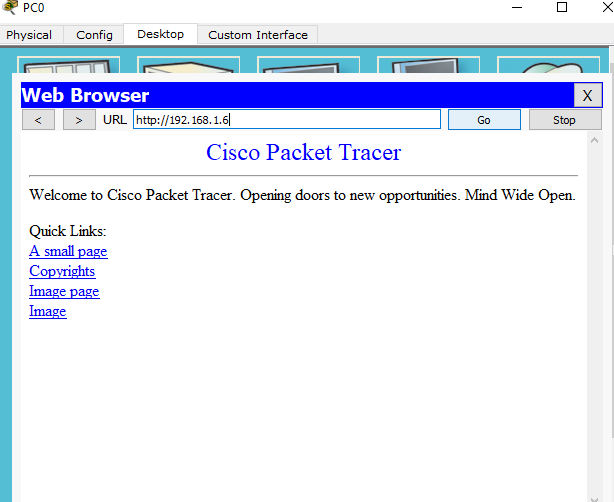 PC0
Physical Config Desktop Custom Interface
Web Browser X
< > URL http://192.168.1.6 Go Stop
Cisco Packet Tracer
Welcome to Cisco Packet Tracer. Opening doors to new opportunities. Mind Wide Open.
Quick Links:
A small page
Copyrights
Image page
Image